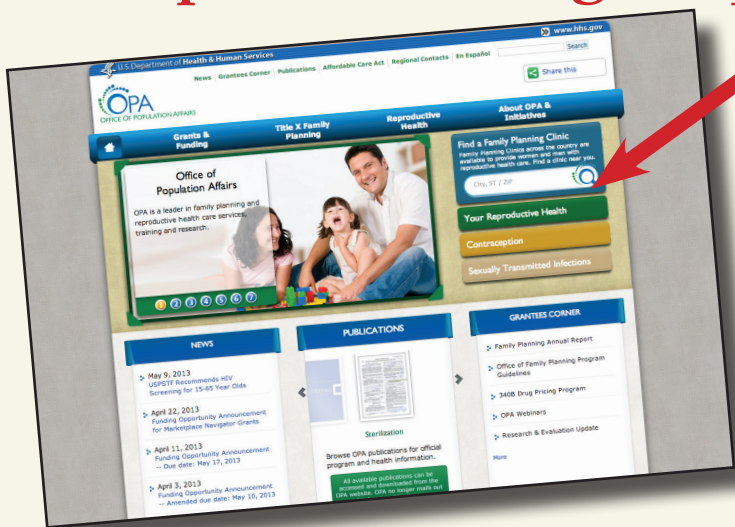 www.hhs.gov
U.S Department of Health & Human Services
News | Grantees Corner | Publications | Affordable Care Act | Regional Contacts | En Español
Search
Share this
OPA
OFFICE OF POPULATION AFFAIRS
Grants &
Funding
Title X Family
Planning
Reproductive
Health
About OPA &
Initiatives
Office of
Population Affairs
OPA is a leader in family planning and
reproductive health care services,
training and research.
1 2 3 4 5 6 7
Find a Family Planning Clinic
Family Planning Clinics across the country are
available to provide women and men with
reproductive health care. Find a clinic near you.
City, ST / ZIP
Your Reproductive Health
Contraception
Sexually Transmitted Infections
NEWS
May 9, 2013
USPSTF Recommends HIV
Screening for 15-65 Year Olds
April 22, 2013
Funding Opportunity Announcement
for Marketplace Navigator Grants
April 11, 2013
Funding Opportunity Announcement
-- Due date: May 17, 2013
April 3, 2013
Funding Opportunity Announcement
-- Amended due date: May 10, 2013
PUBLICATIONS
Sterilization
Browse OPA publications for official
program and health information.
All available publications can be
accessed and downloaded from the
OPA website. OPA no longer mails out
GRANTEES CORNER
Family Planning Annual Report
Office of Family Planning Program
Guidelines
340B Drug Pricing Program
OPA Webinars
Research & Evaluation Update
More